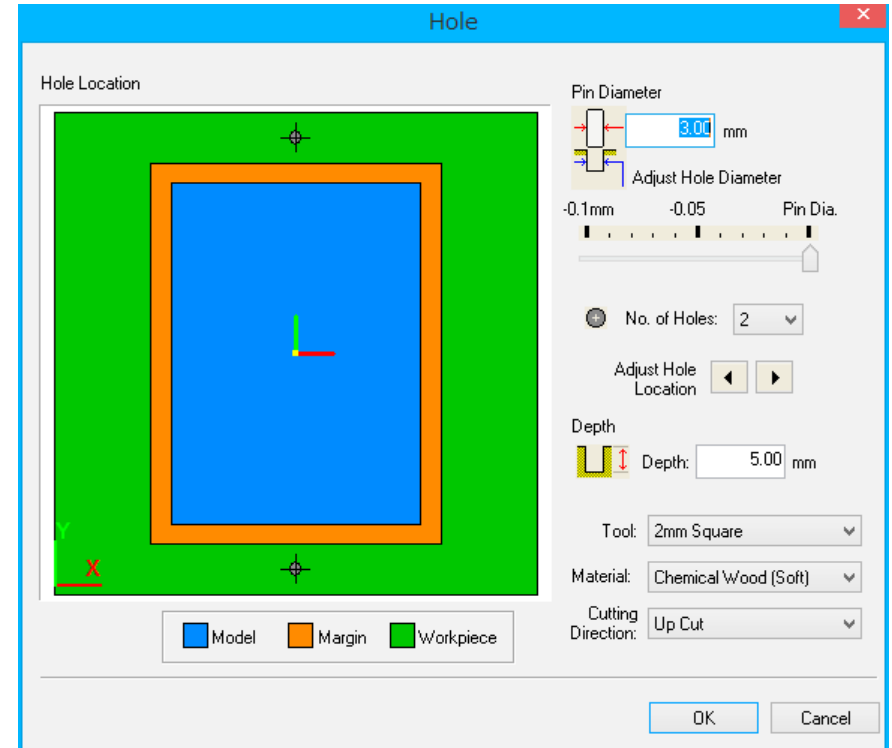 Hole
Hole Location
Pin Diameter
3.00 mm
Adjust Hole Diameter
-0.1mm -0.05 Pin Dia.
No. of Holes: 2
Adjust Hole
Location
Depth
Depth: 5.00 mm
Y
X
Tool: 2mm Square
Material: Chemical Wood (Soft)
Cutting
Direction: Up Cut
Model Margin Workpiece
OK Cancel